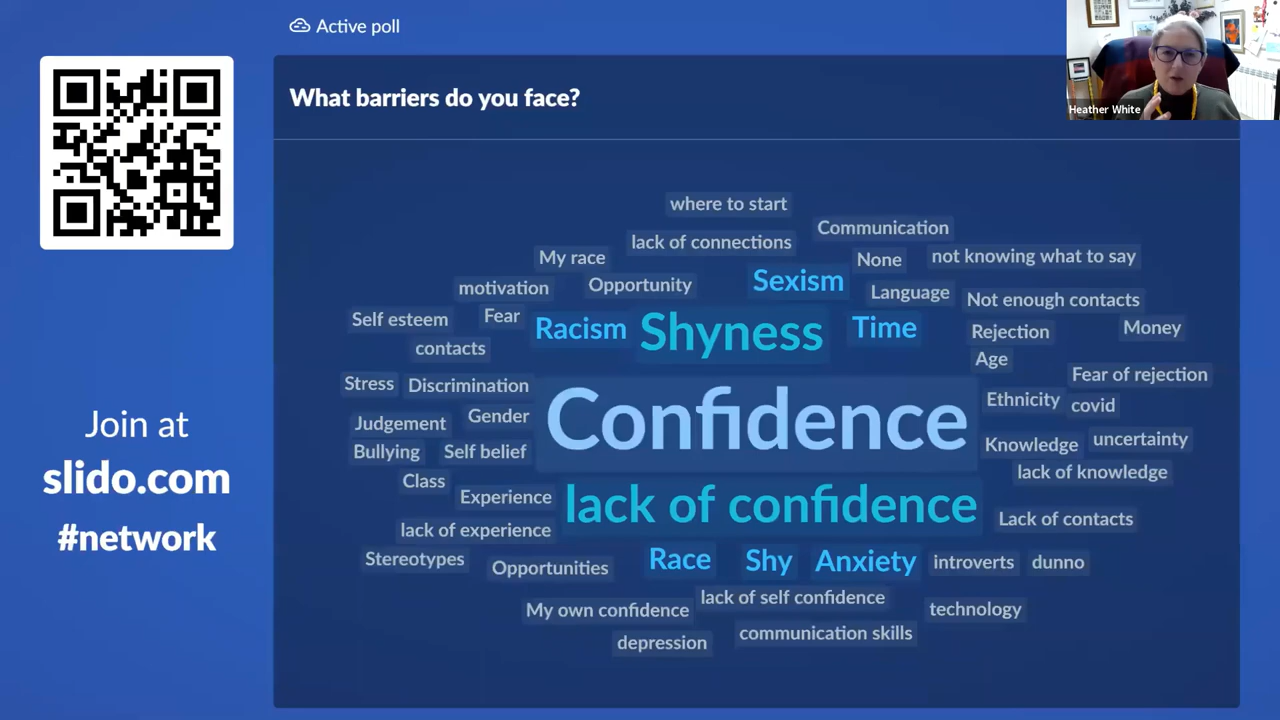 Active poll
What barriers do you face?
Heather White
where to start
Communication
lack of connections
My race
None
not knowing what to say
motivation
Opportunity
Sexism
Language
Not enough contacts
Self esteem
Fear
Racism
Shyness
Time
Rejection
Money
contacts
Age
Stress
Discrimination
Fear of rejection
Judgement
Gender
Confidence
Ethnicity
covid
Bullying
Self belief
Knowledge
uncertainty
Class
lack of knowledge
Experience
lack of confidence
lack of experience
Lack of contacts
Stereotypes
Opportunities
Race
Shy
Anxiety
introverts
dunno
My own confidence
lack of self confidence
technology
depression
communication skills
Join at
slido.com
#network